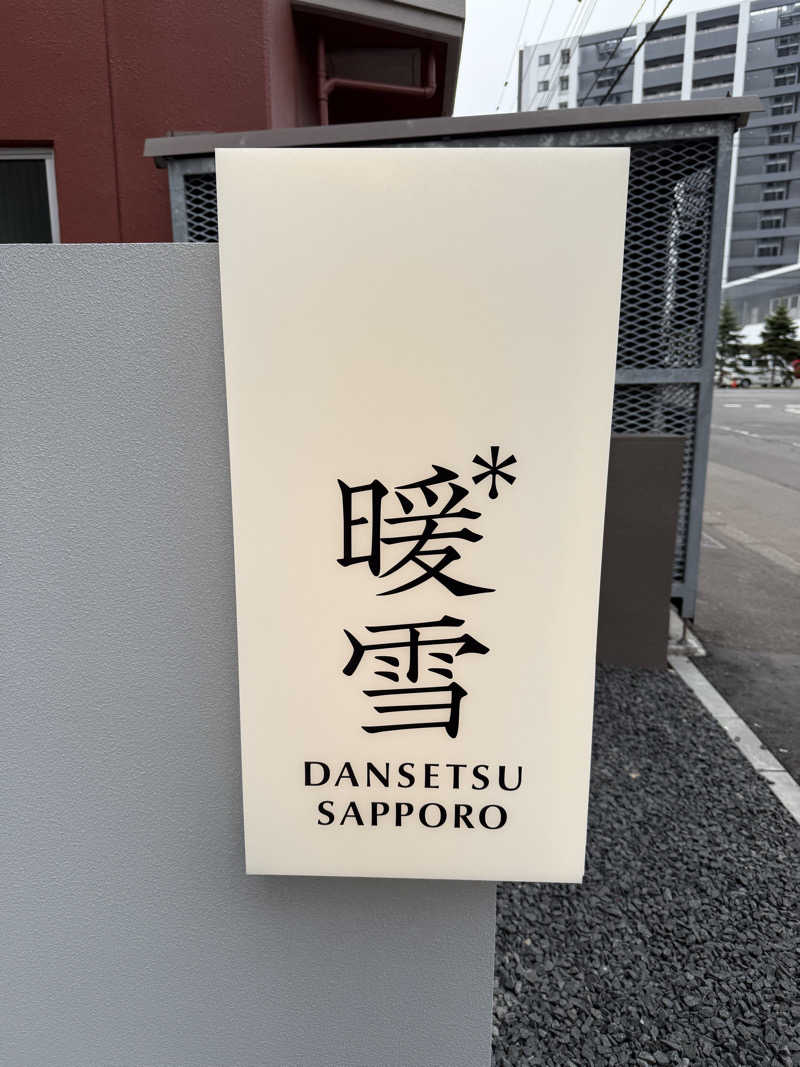 暖*
雪
DANSETSU
SAPPORO